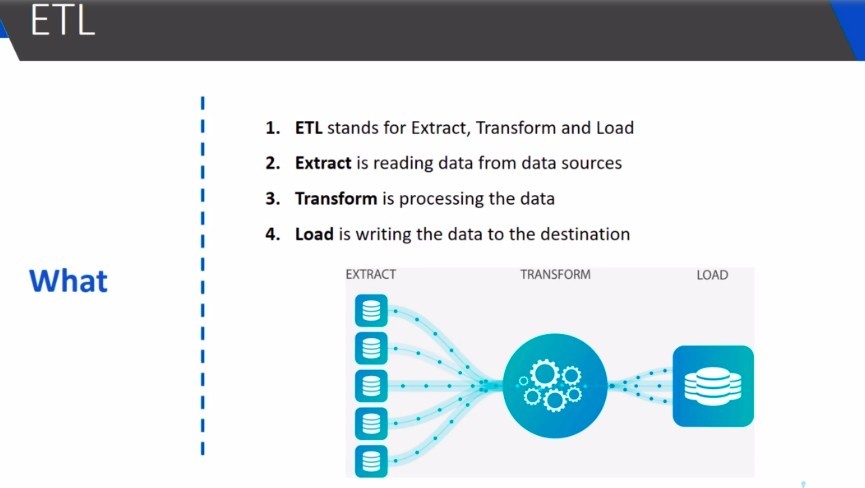 ETL
1. ETL stands for Extract, Transform and Load
2. Extract is reading data from data sources
3. Transform is processing the data
4. Load is writing the data to the destination
What
EXTRACT TRANSFORM LOAD